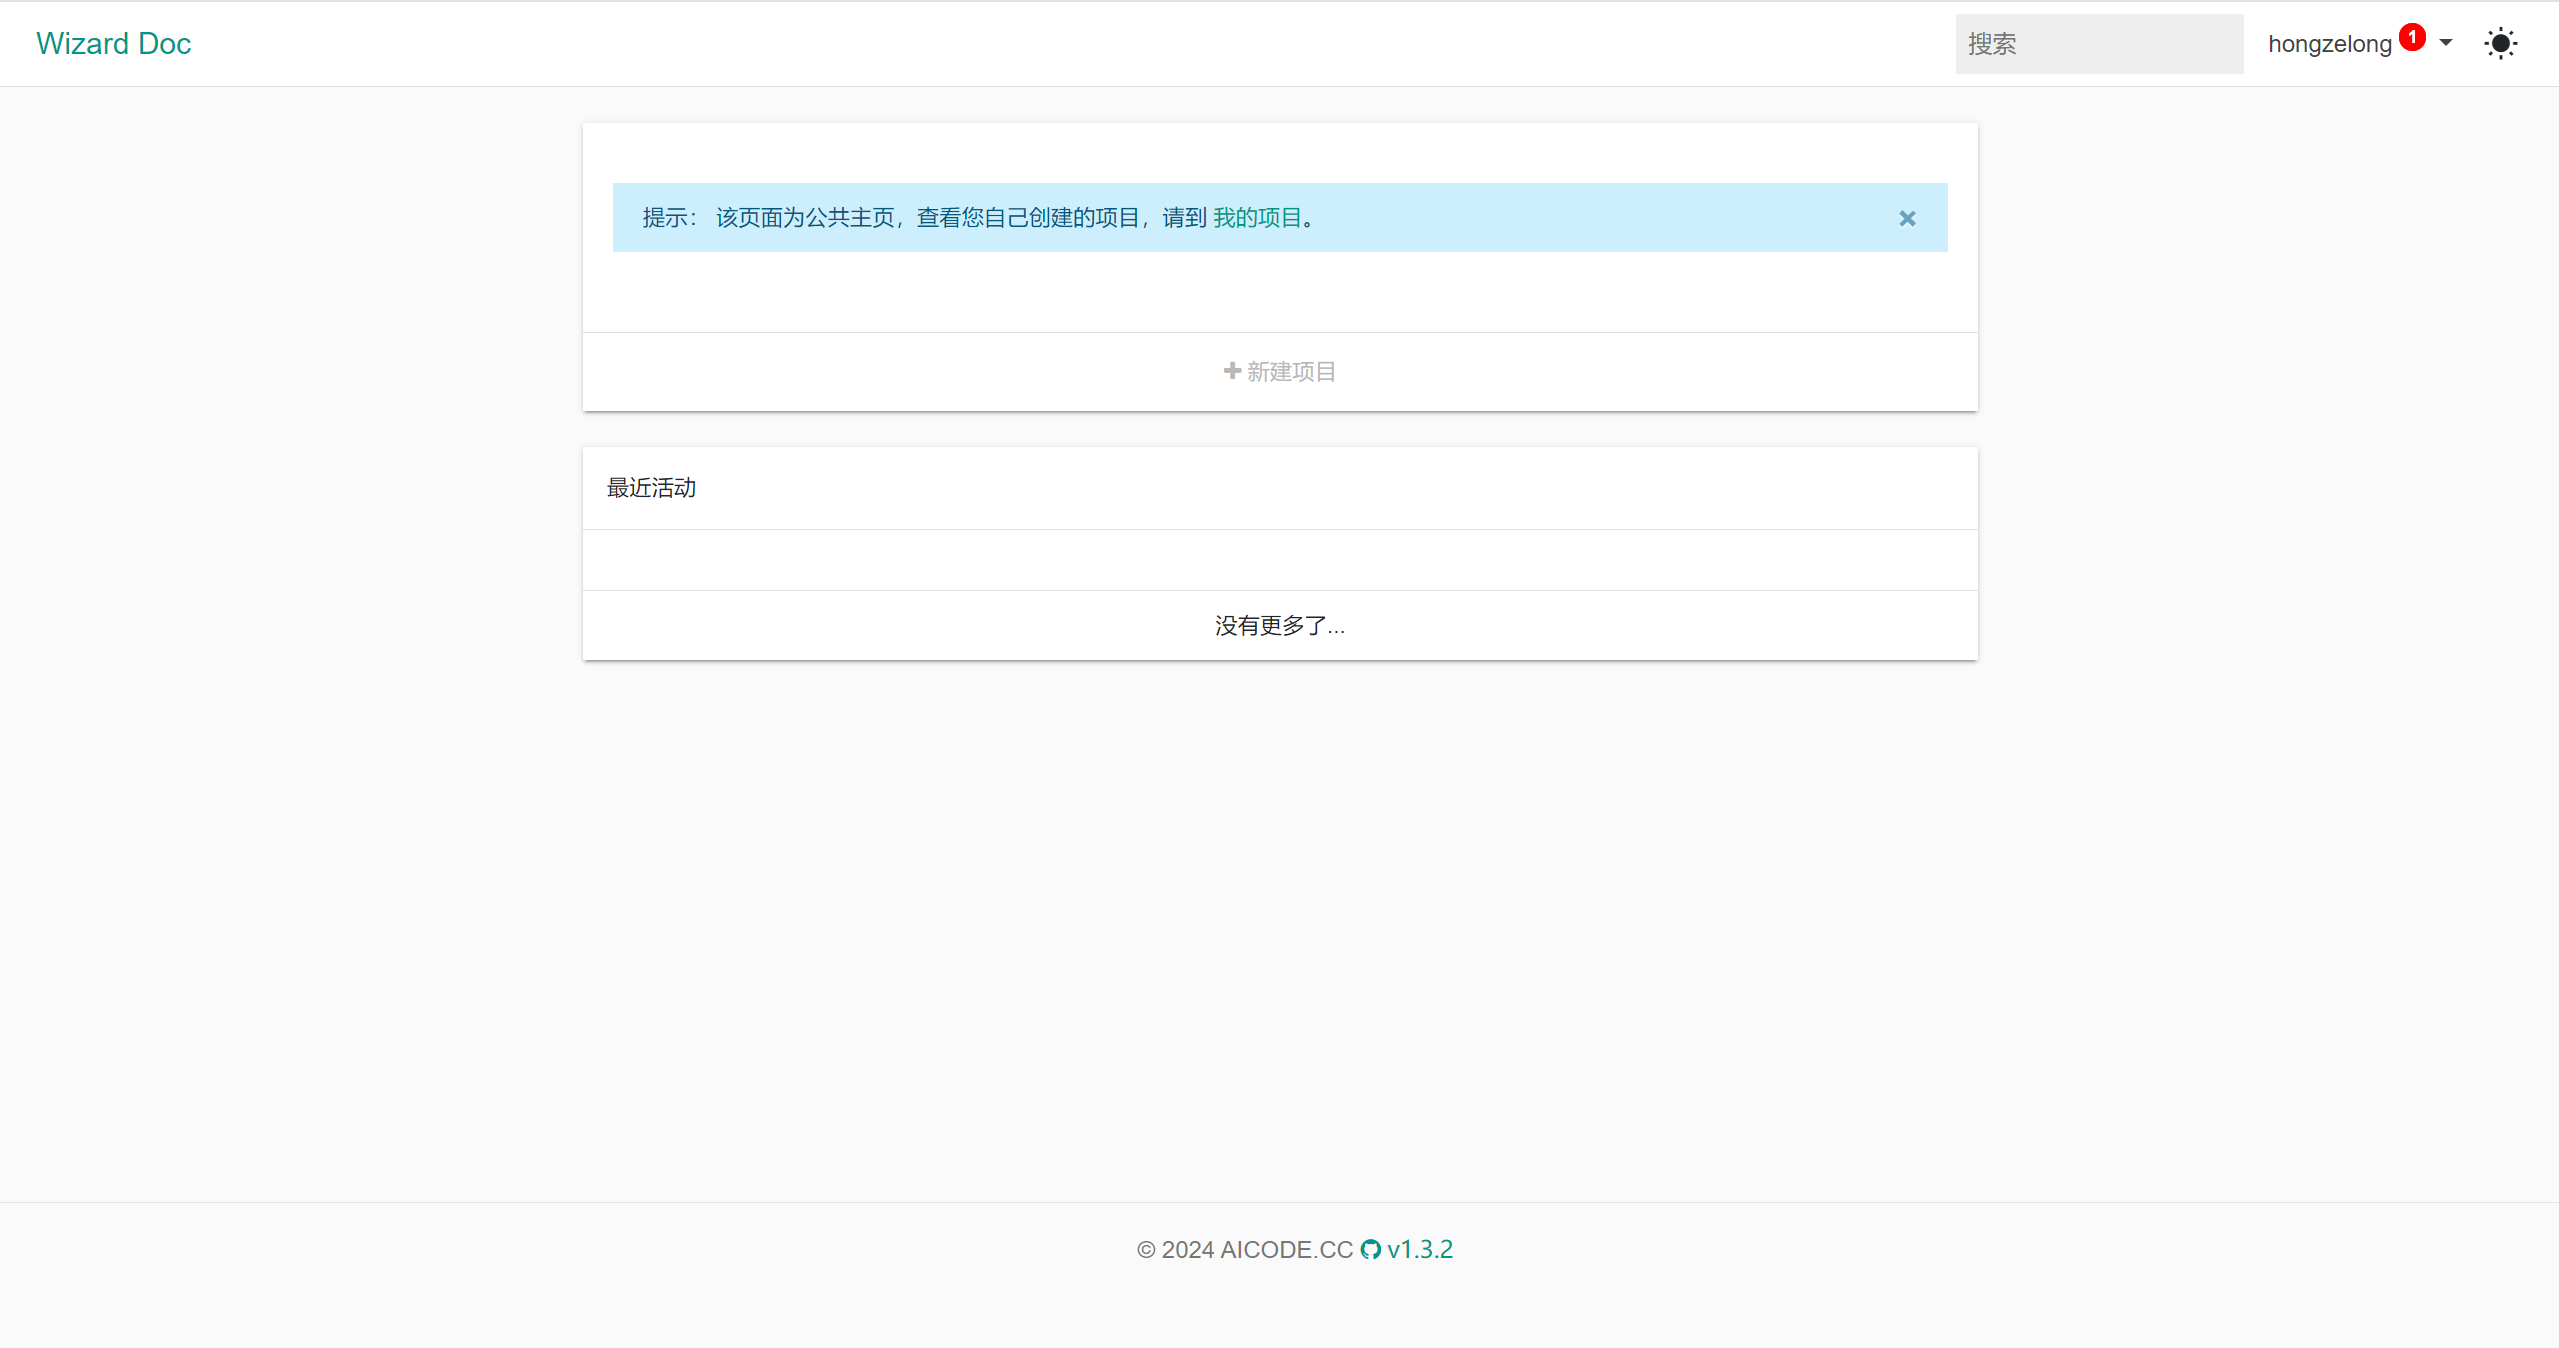 Wizard Doc
搜索
hongzelong 1
提示： 该页面为公共主页，查看您自己创建的项目，请到 我的项目。
新建项目
最近活动
没有更多了...
© 2024 AICODE.CC v1.3.2